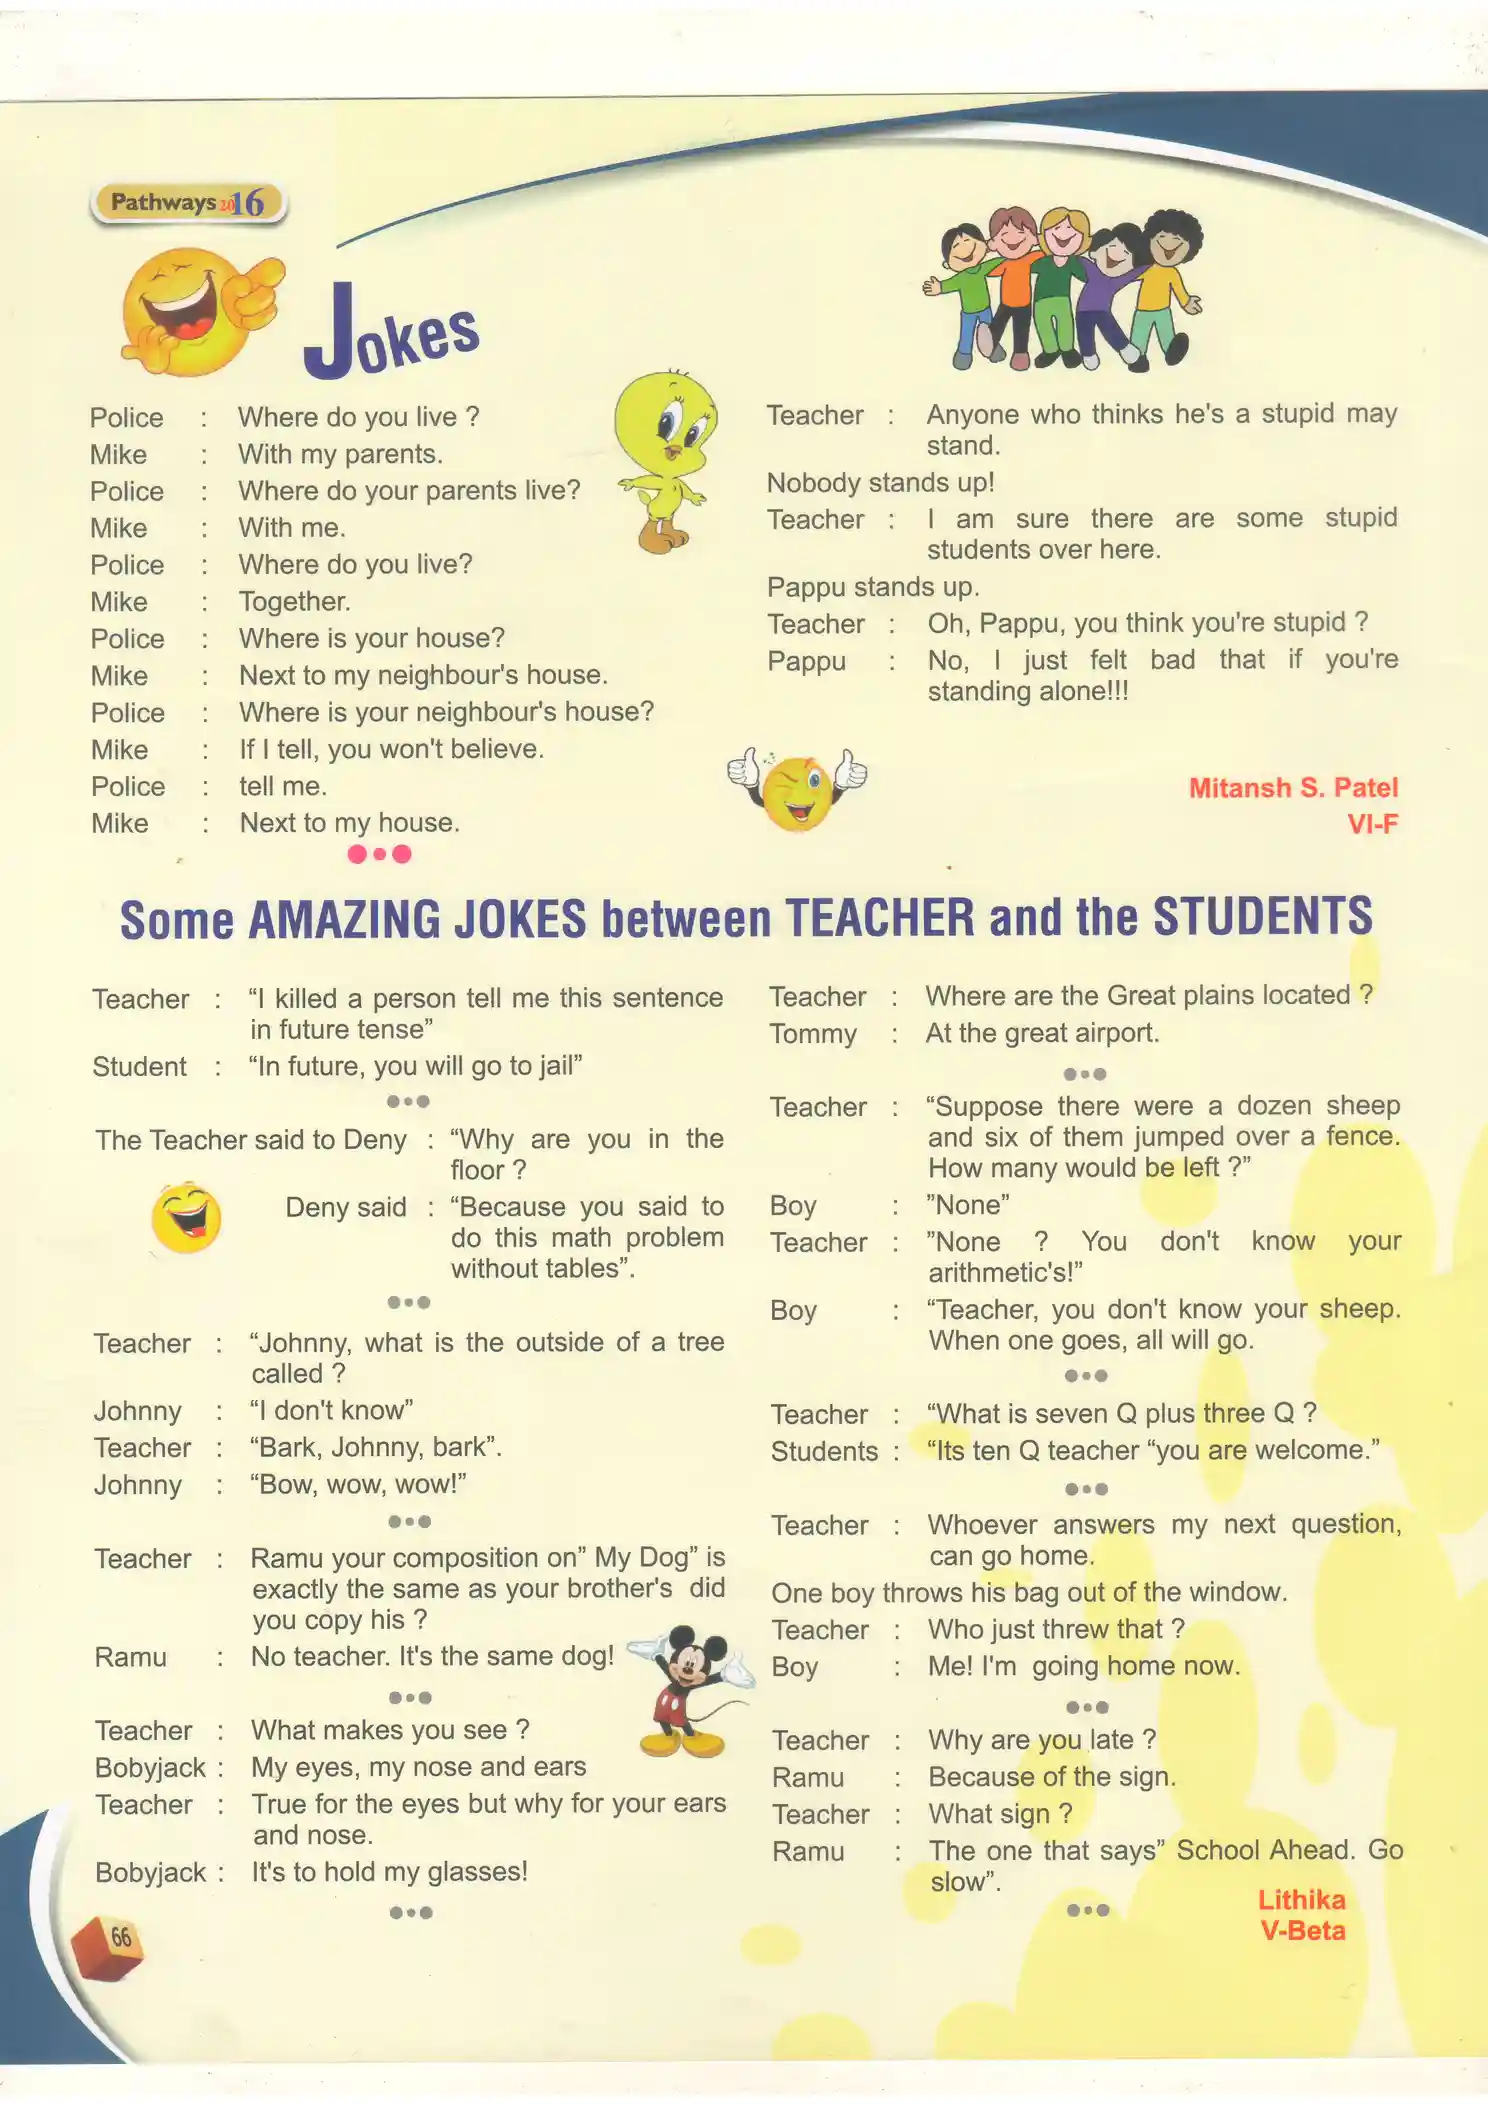 Pathways 2016
Jokes
Police : Where do you live ?
Mike : With my parents.
Police : Where do your parents live?
Mike : With me.
Police : Where do you live?
Mike : Together.
Police : Where is your house?
Mike : Next to my neighbour's house.
Police : Where is your neighbour's house?
Mike : If I tell, you won't believe.
Police : tell me.
Mike : Next to my house.
Teacher : Anyone who thinks he's a stupid may
stand.
Nobody stands up!
Teacher : I am sure there are some stupid
students over here.
Pappu stands up.
Teacher : Oh, Pappu, you think you're stupid ?
Pappu : No, I just felt bad that if you're
standing alone!!!
Mitansh S. Patel
VI-F
Some AMAZING JOKES between TEACHER and the STUDENTS
Teacher : “I killed a person tell me this sentence
in future tense”
Student : “In future, you will go to jail”
The Teacher said to Deny : “Why are you in the
floor ?
Deny said : “Because you said to
do this math problem
without tables”.
Teacher : “Johnny, what is the outside of a tree
called ?
Johnny : “I don't know”
Teacher : “Bark, Johnny, bark”.
Johnny : “Bow, wow, wow!”
Teacher : Ramu your composition on” My Dog” is
exactly the same as your brother's did
you copy his ?
Ramu : No teacher. It's the same dog!
Teacher : What makes you see ?
Bobyjack : My eyes, my nose and ears
Teacher : True for the eyes but why for your ears
and nose.
Bobyjack : It's to hold my glasses!
Teacher : Where are the Great plains located ?
Tommy : At the great airport.
Teacher : “Suppose there were a dozen sheep
and six of them jumped over a fence.
How many would be left ?”
Boy : ”None”
Teacher : ”None ? You don't know your
arithmetic's!”
Boy : “Teacher, you don't know your sheep.
When one goes, all will go.
Teacher : “What is seven Q plus three Q ?
Students : “Its ten Q teacher “you are welcome.”
Teacher : Whoever answers my next question,
can go home.
One boy throws his bag out of the window.
Teacher : Who just threw that ?
Boy : Me! I'm going home now.
Teacher : Why are you late ?
Ramu : Because of the sign.
Teacher : What sign ?
Ramu : The one that says” School Ahead. Go
slow”.
Lithika
V-Beta
66